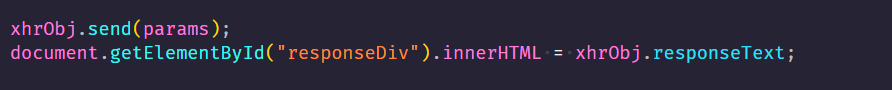 xhrObj.send(params);
document.getElementById("responseDiv").innerHTML = xhrObj.responseText;